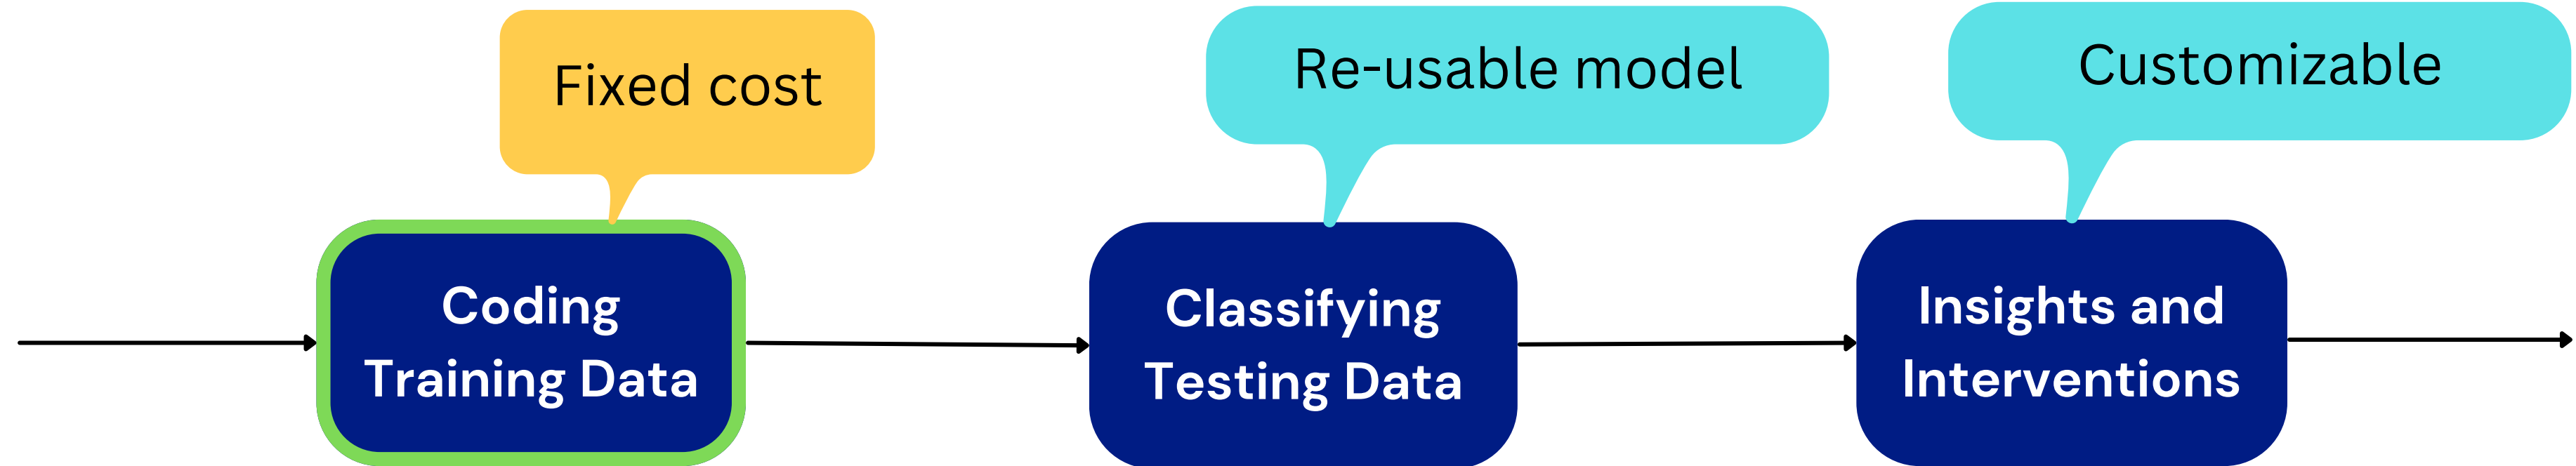 Fixed cost
Re-usable model
Customizable
Coding
Training Data
Classifying
Testing Data
Insights and
Interventions